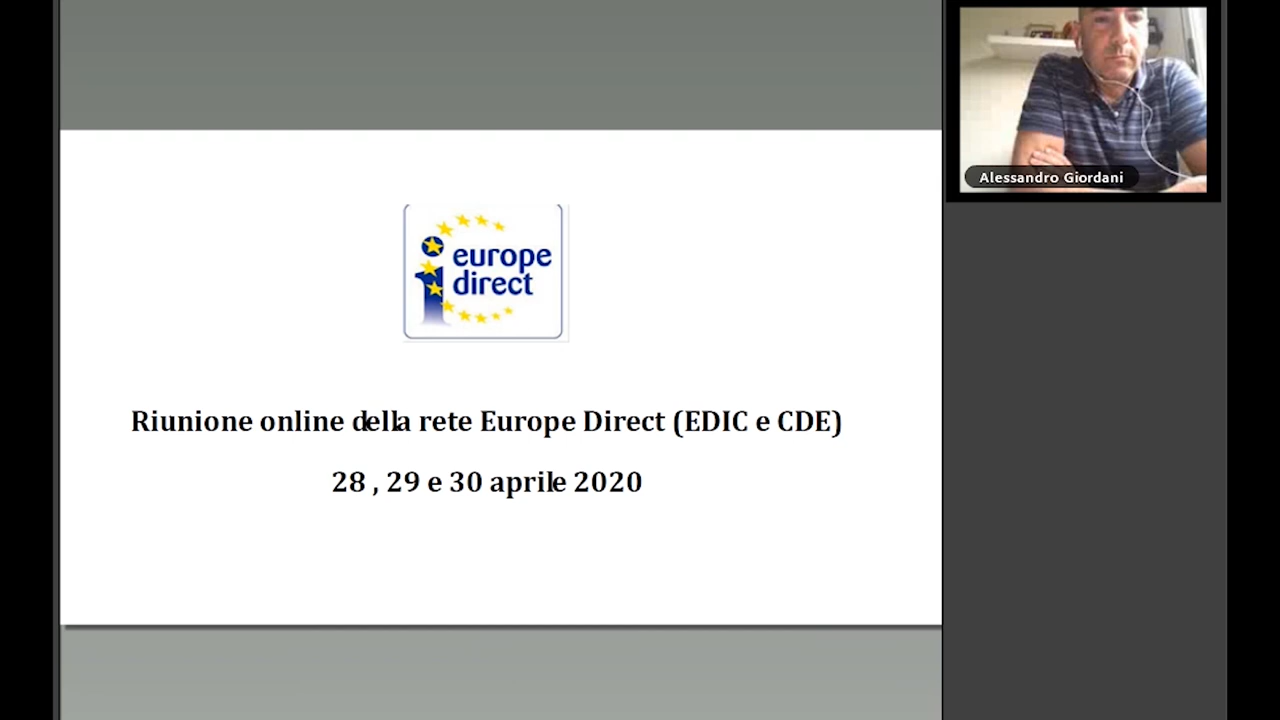 europe
direct
Riunione online della rete Europe Direct (EDIC e CDE)
28 , 29 e 30 aprile 2020
Alessandro Giordani